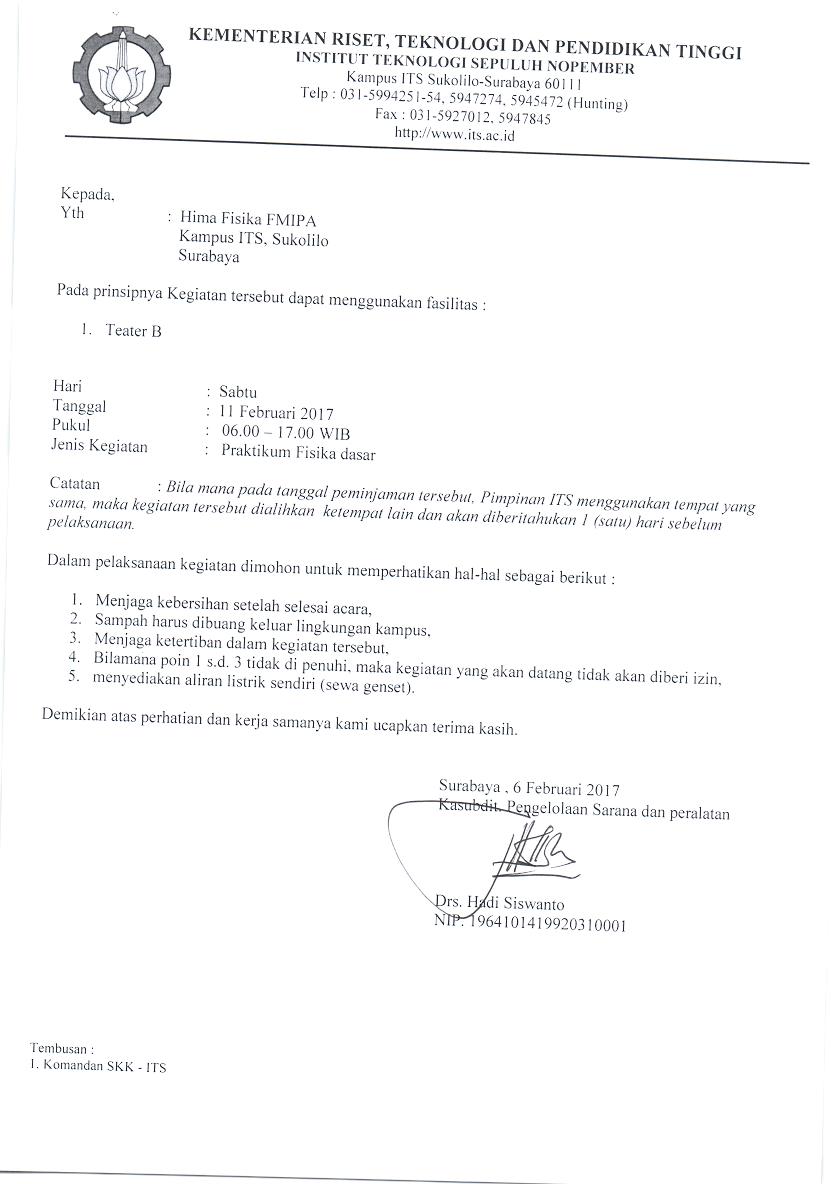 KEMENTERIAN RISET, TEKNOLOGI DAN PENDIDIKAN TINGGI
INSTITUT TEKNOLOGI SEPULUH NOPEMBER
Kampus ITS Sukolilo-Surabaya 60111
Telp : 031-5994251-54, 5947274, 5945472 (Hunting)
Fax : 031-5927012, 5947845
http://www.its.ac.id
Kepada,
Yth : Hima Fisika FMIPA
Kampus ITS, Sukolilo
Surabaya
Pada prinsipnya Kegiatan tersebut dapat menggunakan fasilitas :
1. Teater B
Hari : Sabtu
Tanggal : 11 Februari 2017
Pukul : 06.00 – 17.00 WIB
Jenis Kegiatan : Praktikum Fisika dasar
Catatan : Bila mana pada tanggal peminjaman tersebut, Pimpinan ITS menggunakan tempat yang
sama, maka kegiatan tersebut dialihkan ketempat lain dan akan diberitahukan 1 (satu) hari sebelum
pelaksanaan.
Dalam pelaksanaan kegiatan dimohon untuk memperhatikan hal-hal sebagai berikut :
1. Menjaga kebersihan setelah selesai acara,
2. Sampah harus dibuang keluar lingkungan kampus,
3. Menjaga ketertiban dalam kegiatan tersebut,
4. Bilamana poin 1 s.d. 3 tidak di penuhi, maka kegiatan yang akan datang tidak akan diberi izin,
5. menyediakan aliran listrik sendiri (sewa genset).
Demikian atas perhatian dan kerja samanya kami ucapkan terima kasih.
Surabaya , 6 Februari 2017
Kasubdit. Pengelolaan Sarana dan peralatan
Drs. Hadi Siswanto
NIP. 1964101419920310001
Tembusan :
1. Komandan SKK - ITS